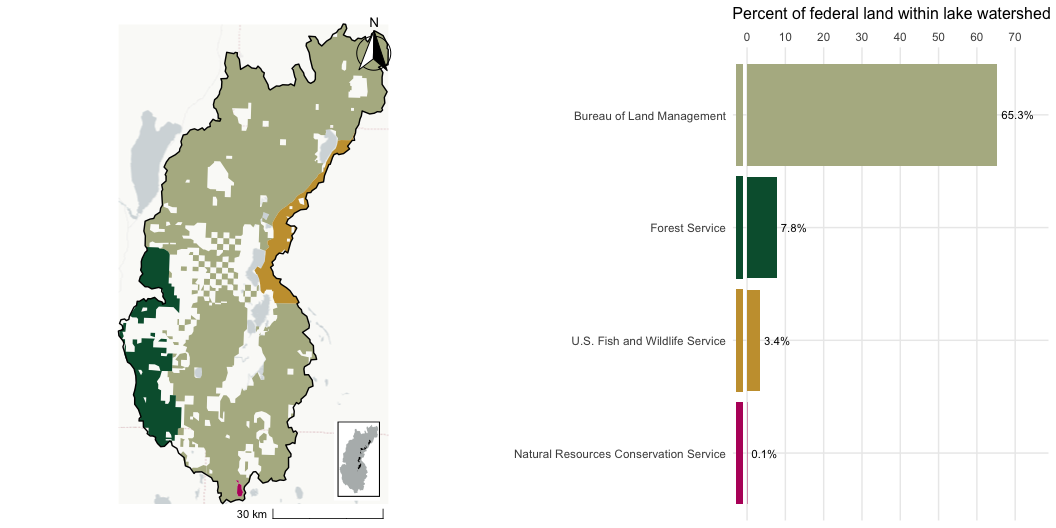 N
30 km
Percent of federal land within lake watershed
0 10 20 30 40 50 60 70
Bureau of Land Management 65.3%
Forest Service 7.8%
U.S. Fish and Wildlife Service 3.4%
Natural Resources Conservation Service 0.1%